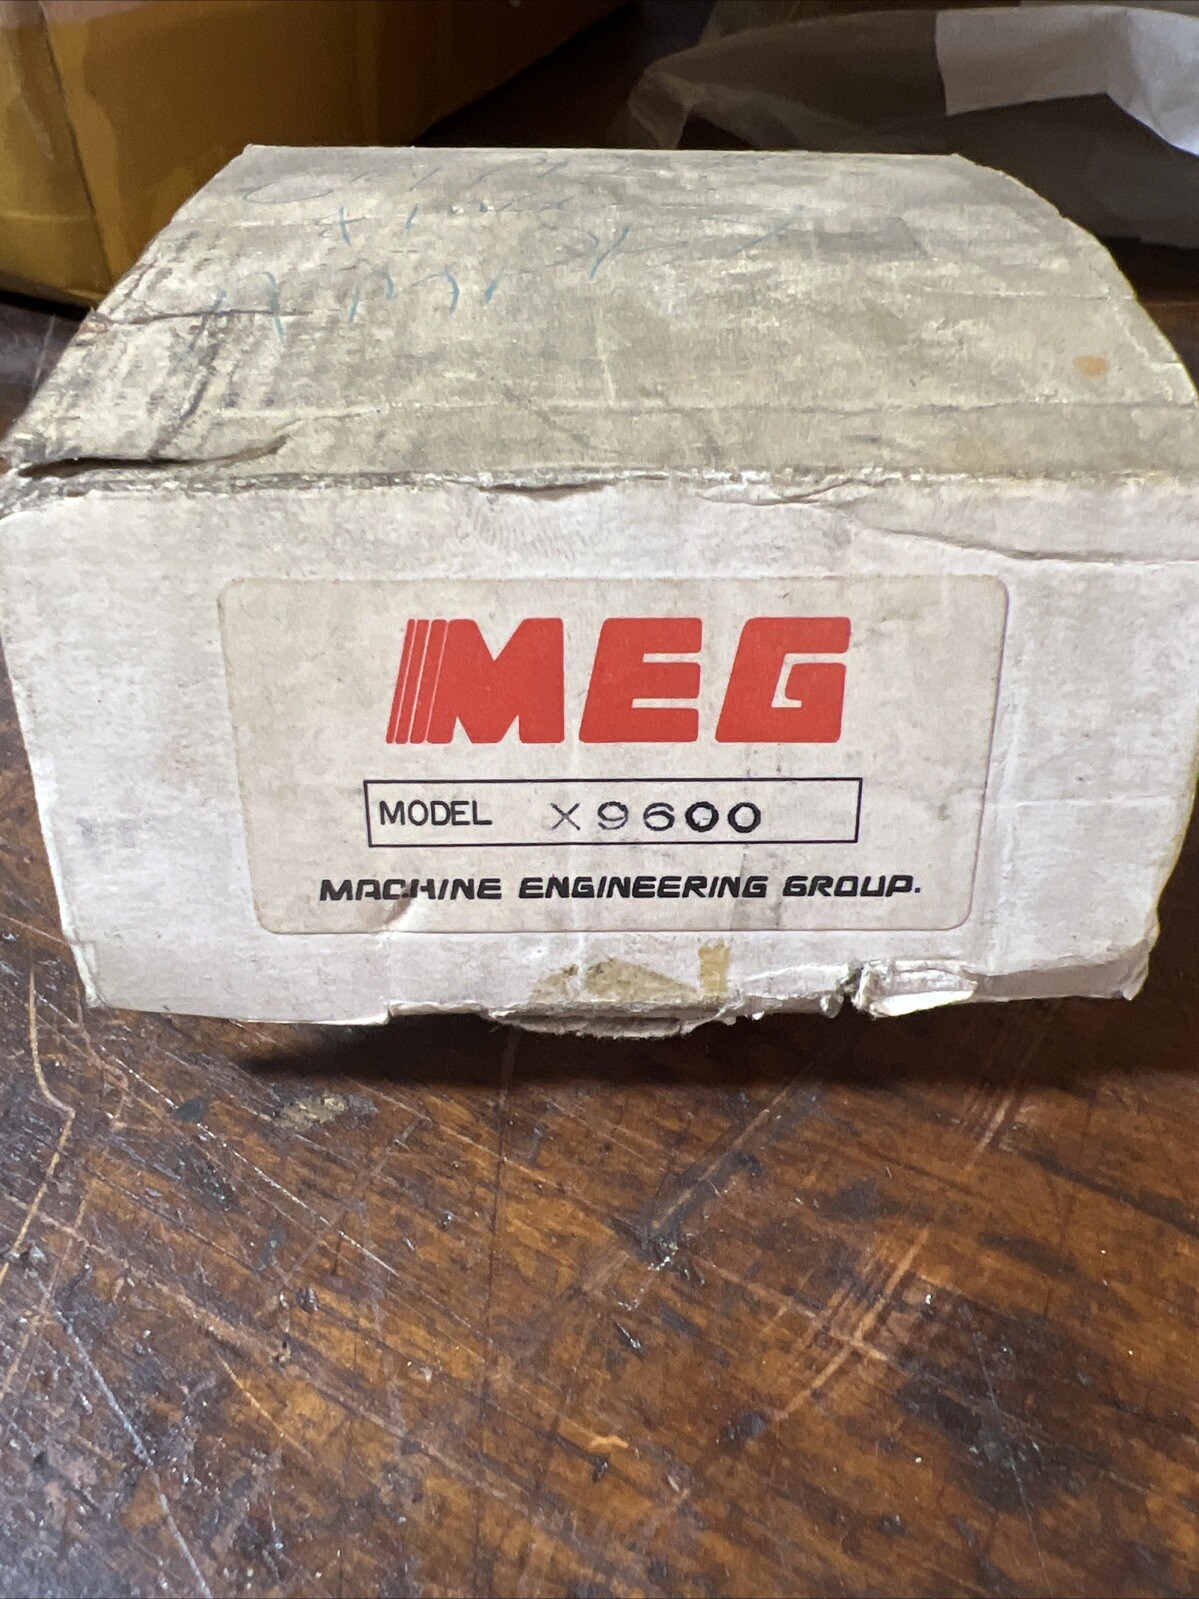 MEG
MODEL X9600
MACHINE ENGINEERING GROUP.